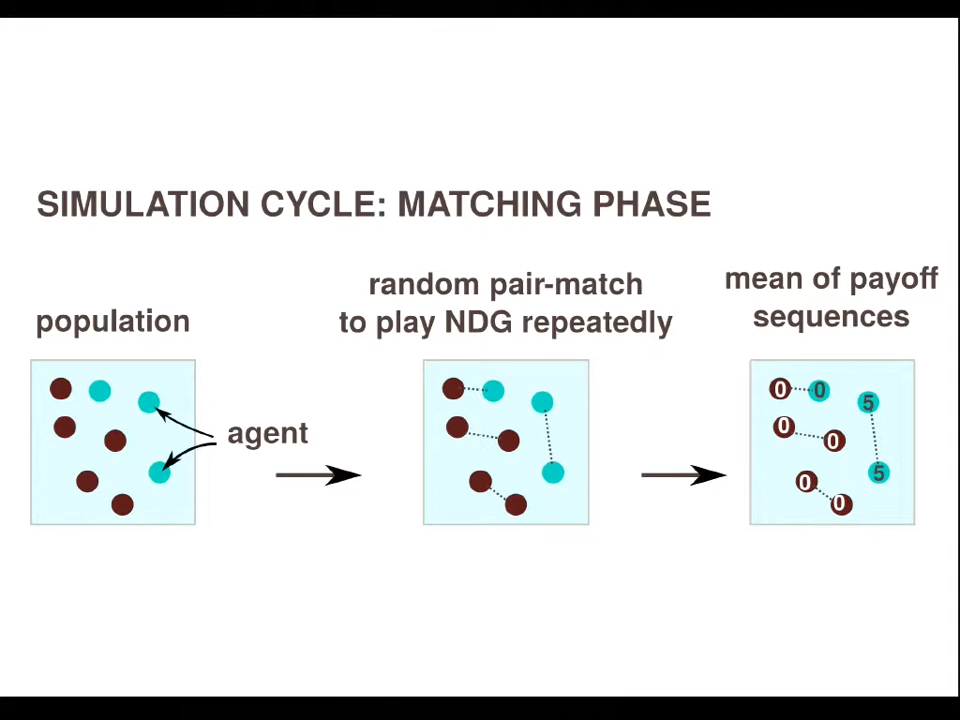 SIMULATION CYCLE: MATCHING PHASE
population
random pair-match
to play NDG repeatedly
mean of payoff
sequences
agent
0 0
5
0 0
5
0 0